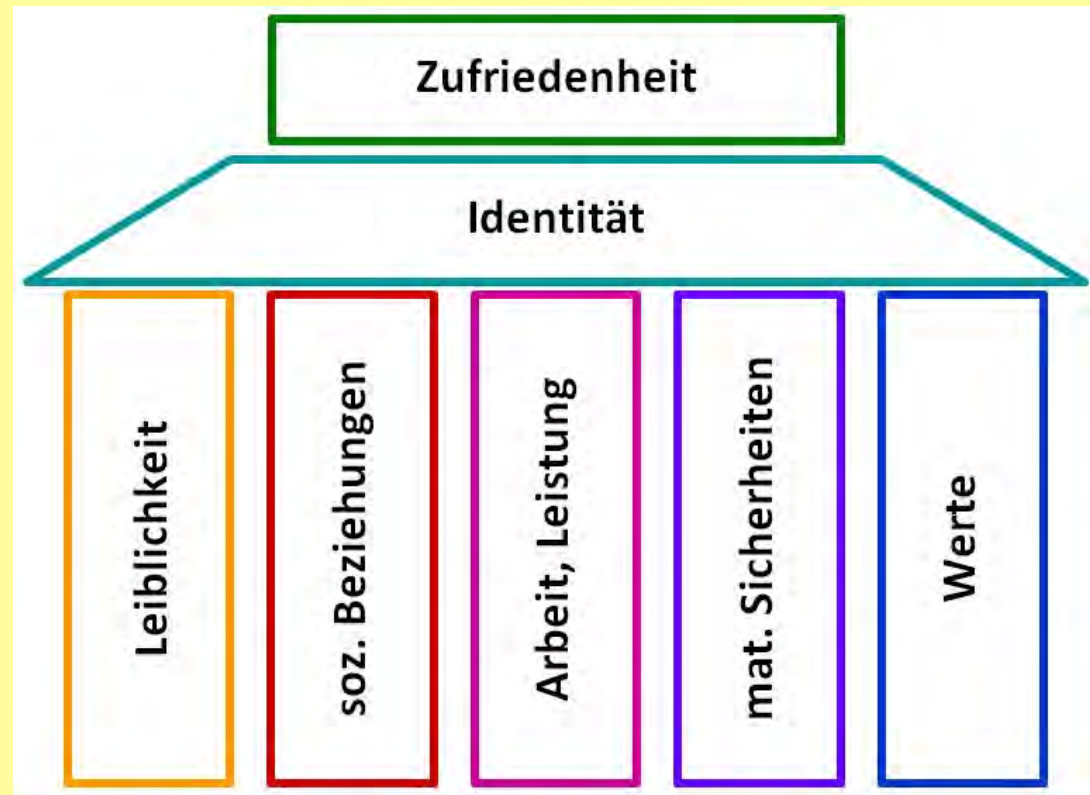 Zufriedenheit
Identität
Leiblichkeit
soz. Beziehungen
Arbeit, Leistung
mat. Sicherheiten
Werte